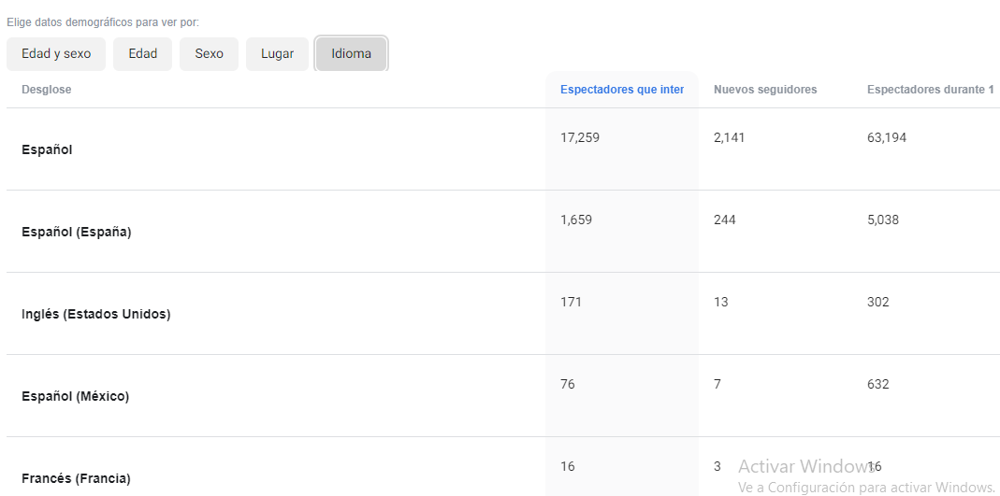 Elige datos demográficos para ver por:
Edad y sexo Edad Sexo Lugar Idioma
Desglose Espectadores que inter Nuevos seguidores Espectadores durante 1
Español 17,259 2,141 63,194
Español (España) 1,659 244 5,038
Inglés (Estados Unidos) 171 13 302
Español (México) 76 7 632
Francés (Francia) 16 3 16
Activar Windows
Ve a Configuración para activar Windows.